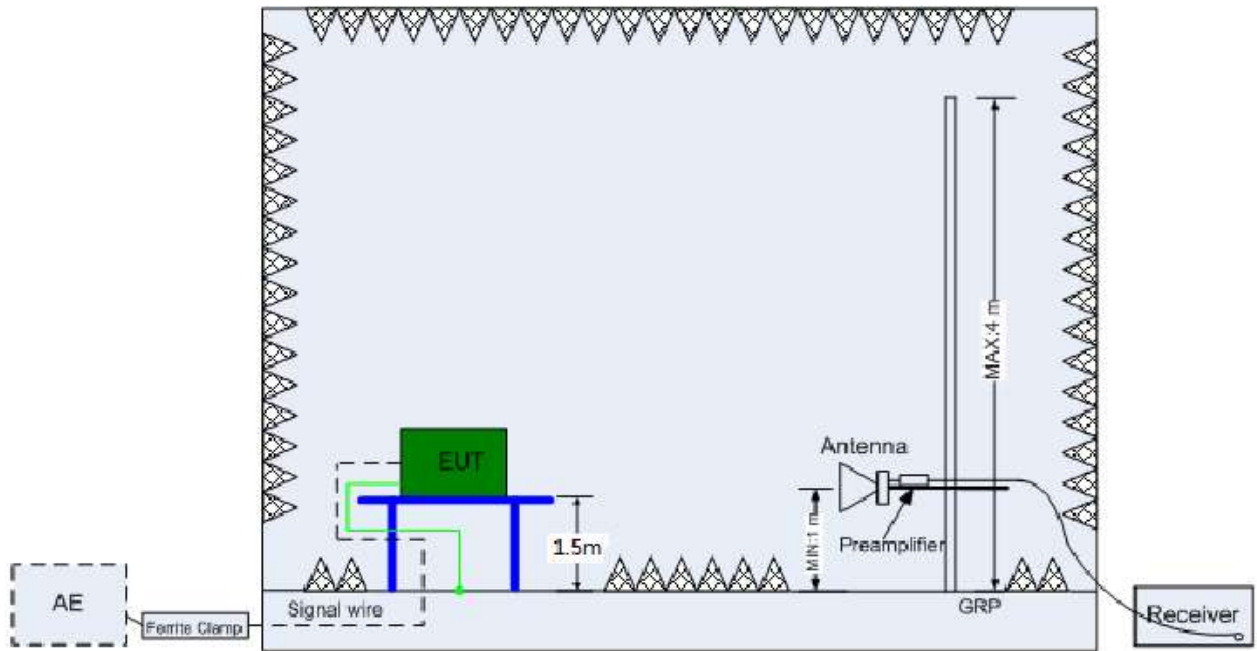 MAX:4 m
EUT
Antenna
1.5m
MIN:1 m
Preamplifier
AE
Ferrite Clamp
Signal wire
GRP
Receiver